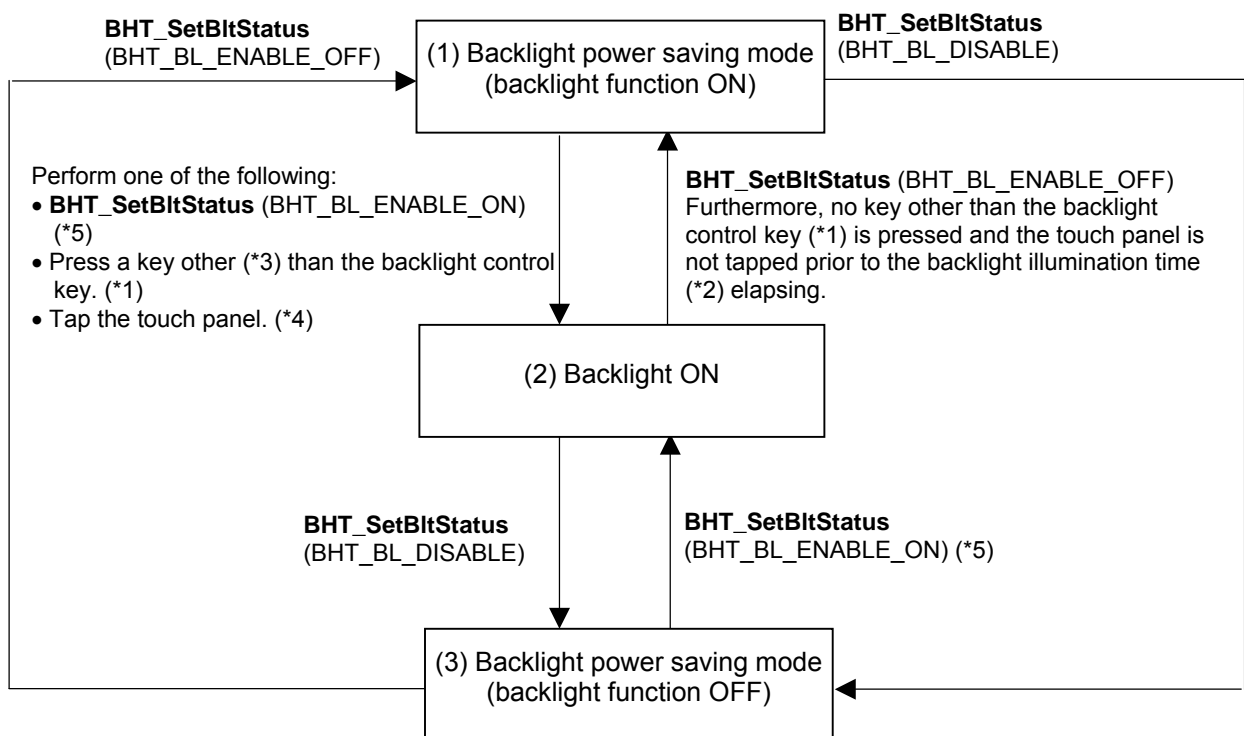 BHT_SetBltStatus
(BHT_BL_ENABLE_OFF)
(1) Backlight power saving mode
(backlight function ON)
BHT_SetBltStatus
(BHT_BL_DISABLE)
Perform one of the following:
• BHT_SetBltStatus (BHT_BL_ENABLE_ON)
(*5)
• Press a key other (*3) than the backlight control
key. (*1)
• Tap the touch panel. (*4)
BHT_SetBltStatus (BHT_BL_ENABLE_OFF)
Furthermore, no key other than the backlight
control key (*1) is pressed and the touch panel is
not tapped prior to the backlight illumination time
(*2) elapsing.
(2) Backlight ON
BHT_SetBltStatus
(BHT_BL_DISABLE)
BHT_SetBltStatus
(BHT_BL_ENABLE_ON) (*5)
(3) Backlight power saving mode
(backlight function OFF)